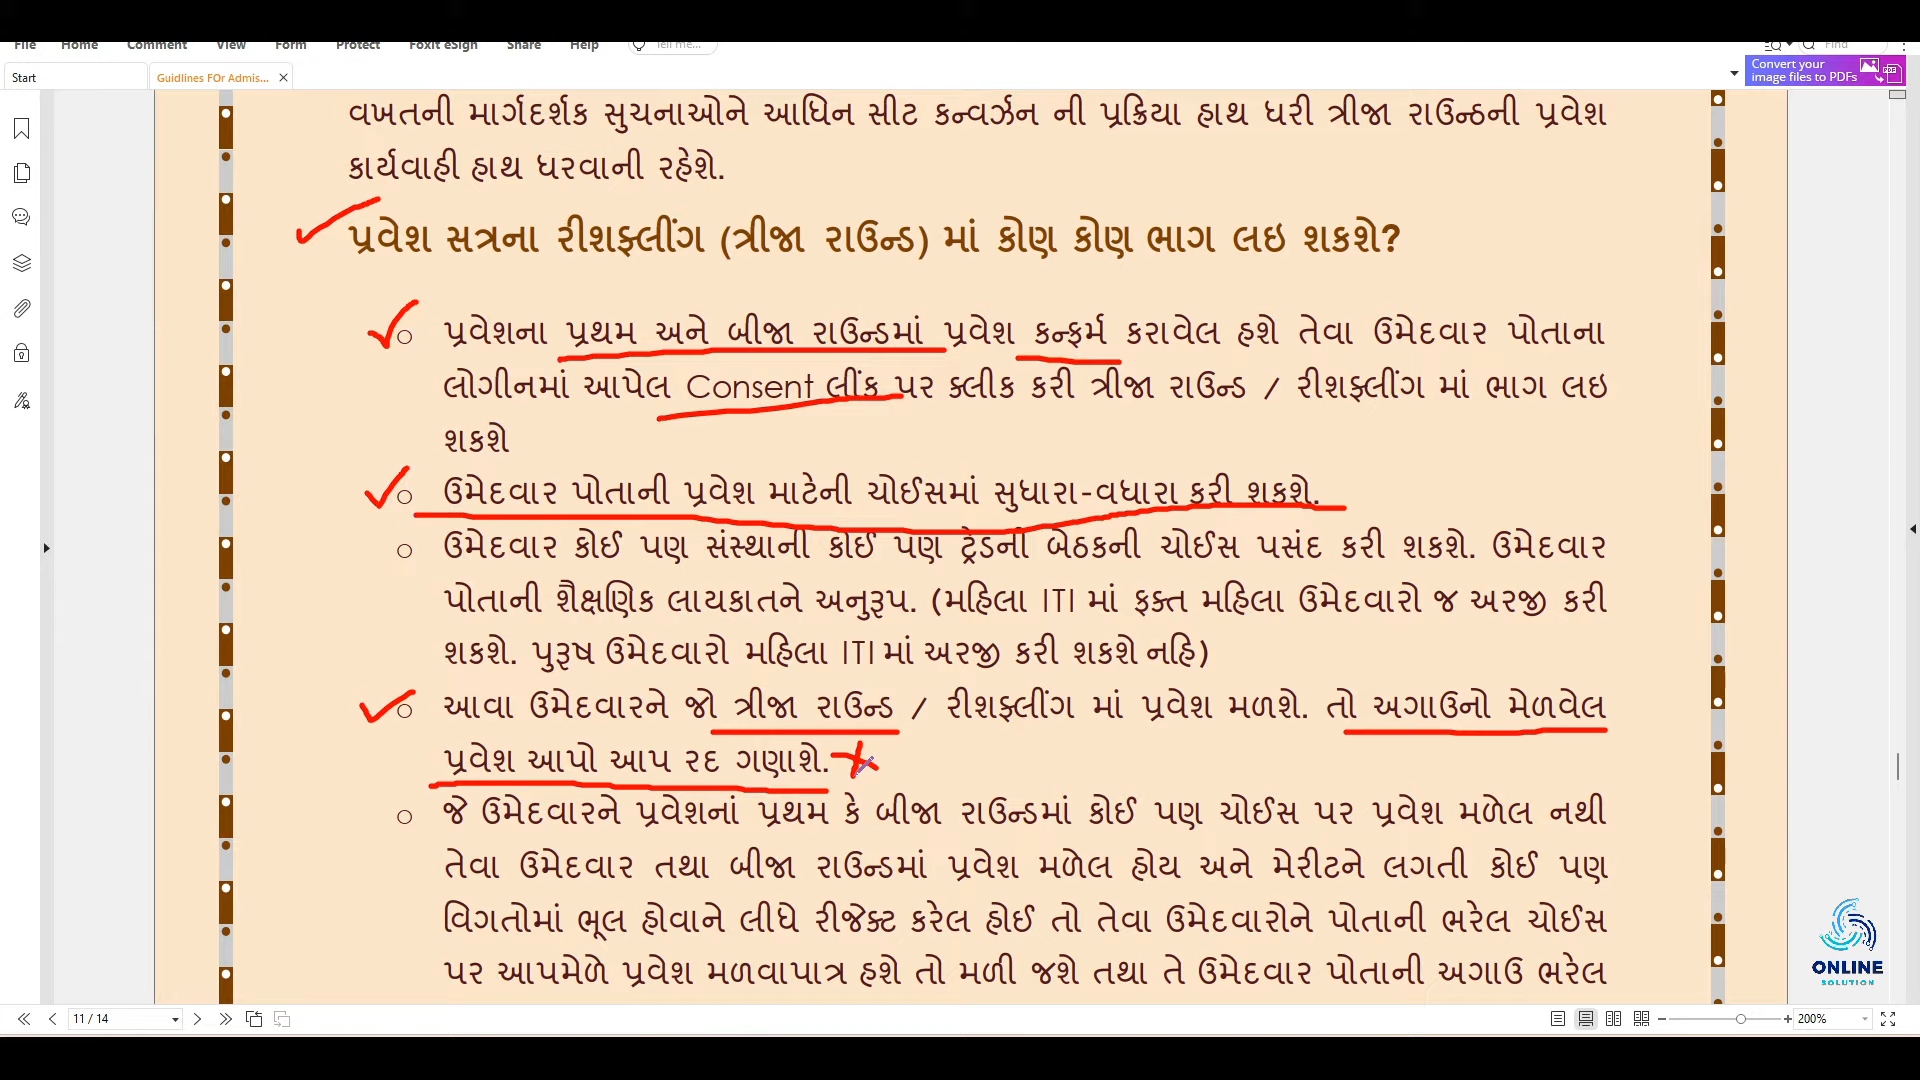 File Home Comment View Form Protect Foxit eSign Share Help Tell me... Find
Start Guidlines FOr Admis...
Convert your
image files to PDFs
વખતની માર્ગદર્શક સુચનાઓને આધિન સીટ કન્વર્ઝન ની પ્રક્રિયા હાથ ધરી ત્રીજા રાઉન્ડની પ્રવેશ
કાર્યવાહી હાથ ધરવાની રહેશે.
પ્રવેશ સત્રના રીશફ્લીંગ (ત્રીજા રાઉન્ડ) માં કોણ કોણ ભાગ લઇ શકશે?
○ પ્રવેશના પ્રથમ અને બીજા રાઉન્ડમાં પ્રવેશ કન્ફર્મ કરાવેલ હશે તેવા ઉમેદવાર પોતાના
લોગીનમાં આપેલ Consent લીંક પર ક્લીક કરી ત્રીજા રાઉન્ડ / રીશફ્લીંગ માં ભાગ લઇ
શકશે
○ ઉમેદવાર પોતાની પ્રવેશ માટેની ચોઈસમાં સુધારા-વધારા કરી શકશે.
○ ઉમેદવાર કોઈ પણ સંસ્થાની કોઈ પણ ટ્રેડની બેઠકની ચોઈસ પસંદ કરી શકશે. ઉમેદવાર
પોતાની શૈક્ષણિક લાયકાતને અનુરૂપ. (મહિલા ITI માં ફક્ત મહિલા ઉમેદવારો જ અરજી કરી
શકશે. પુરૂષ ઉમેદવારો મહિલા ITI માં અરજી કરી શકશે નહિ)
○ આવા ઉમેદવારને જો ત્રીજા રાઉન્ડ / રીશફ્લીંગ માં પ્રવેશ મળશે. તો અગાઉનો મેળવેલ
પ્રવેશ આપો આપ રદ ગણાશે.
○ જે ઉમેદવારને પ્રવેશનાં પ્રથમ કે બીજા રાઉન્ડમાં કોઈ પણ ચોઈસ પર પ્રવેશ મળેલ નથી
તેવા ઉમેદવાર તથા બીજા રાઉન્ડમાં પ્રવેશ મળેલ હોય અને મેરીટને લગતી કોઈ પણ
વિગતોમાં ભૂલ હોવાને લીધે રીજેક્ટ કરેલ હોઈ તો તેવા ઉમેદવારોને પોતાની ભરેલ ચોઈસ
પર આપમેળે પ્રવેશ મળવાપાત્ર હશે તો મળી જશે તથા તે ઉમેદવાર પોતાની અગાઉ ભરેલ
ONLINE
SOLUTION
11 / 14 200%